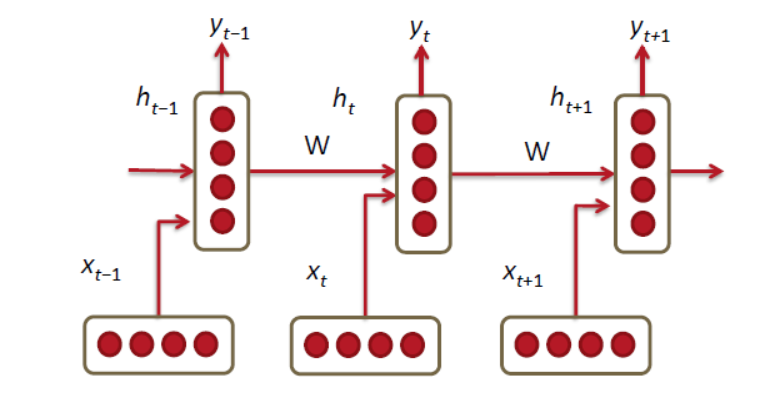 y_{t−1} y_t y_{t+1}
h_{t−1} h_t h_{t+1}
W W
x_{t−1} x_t x_{t+1}